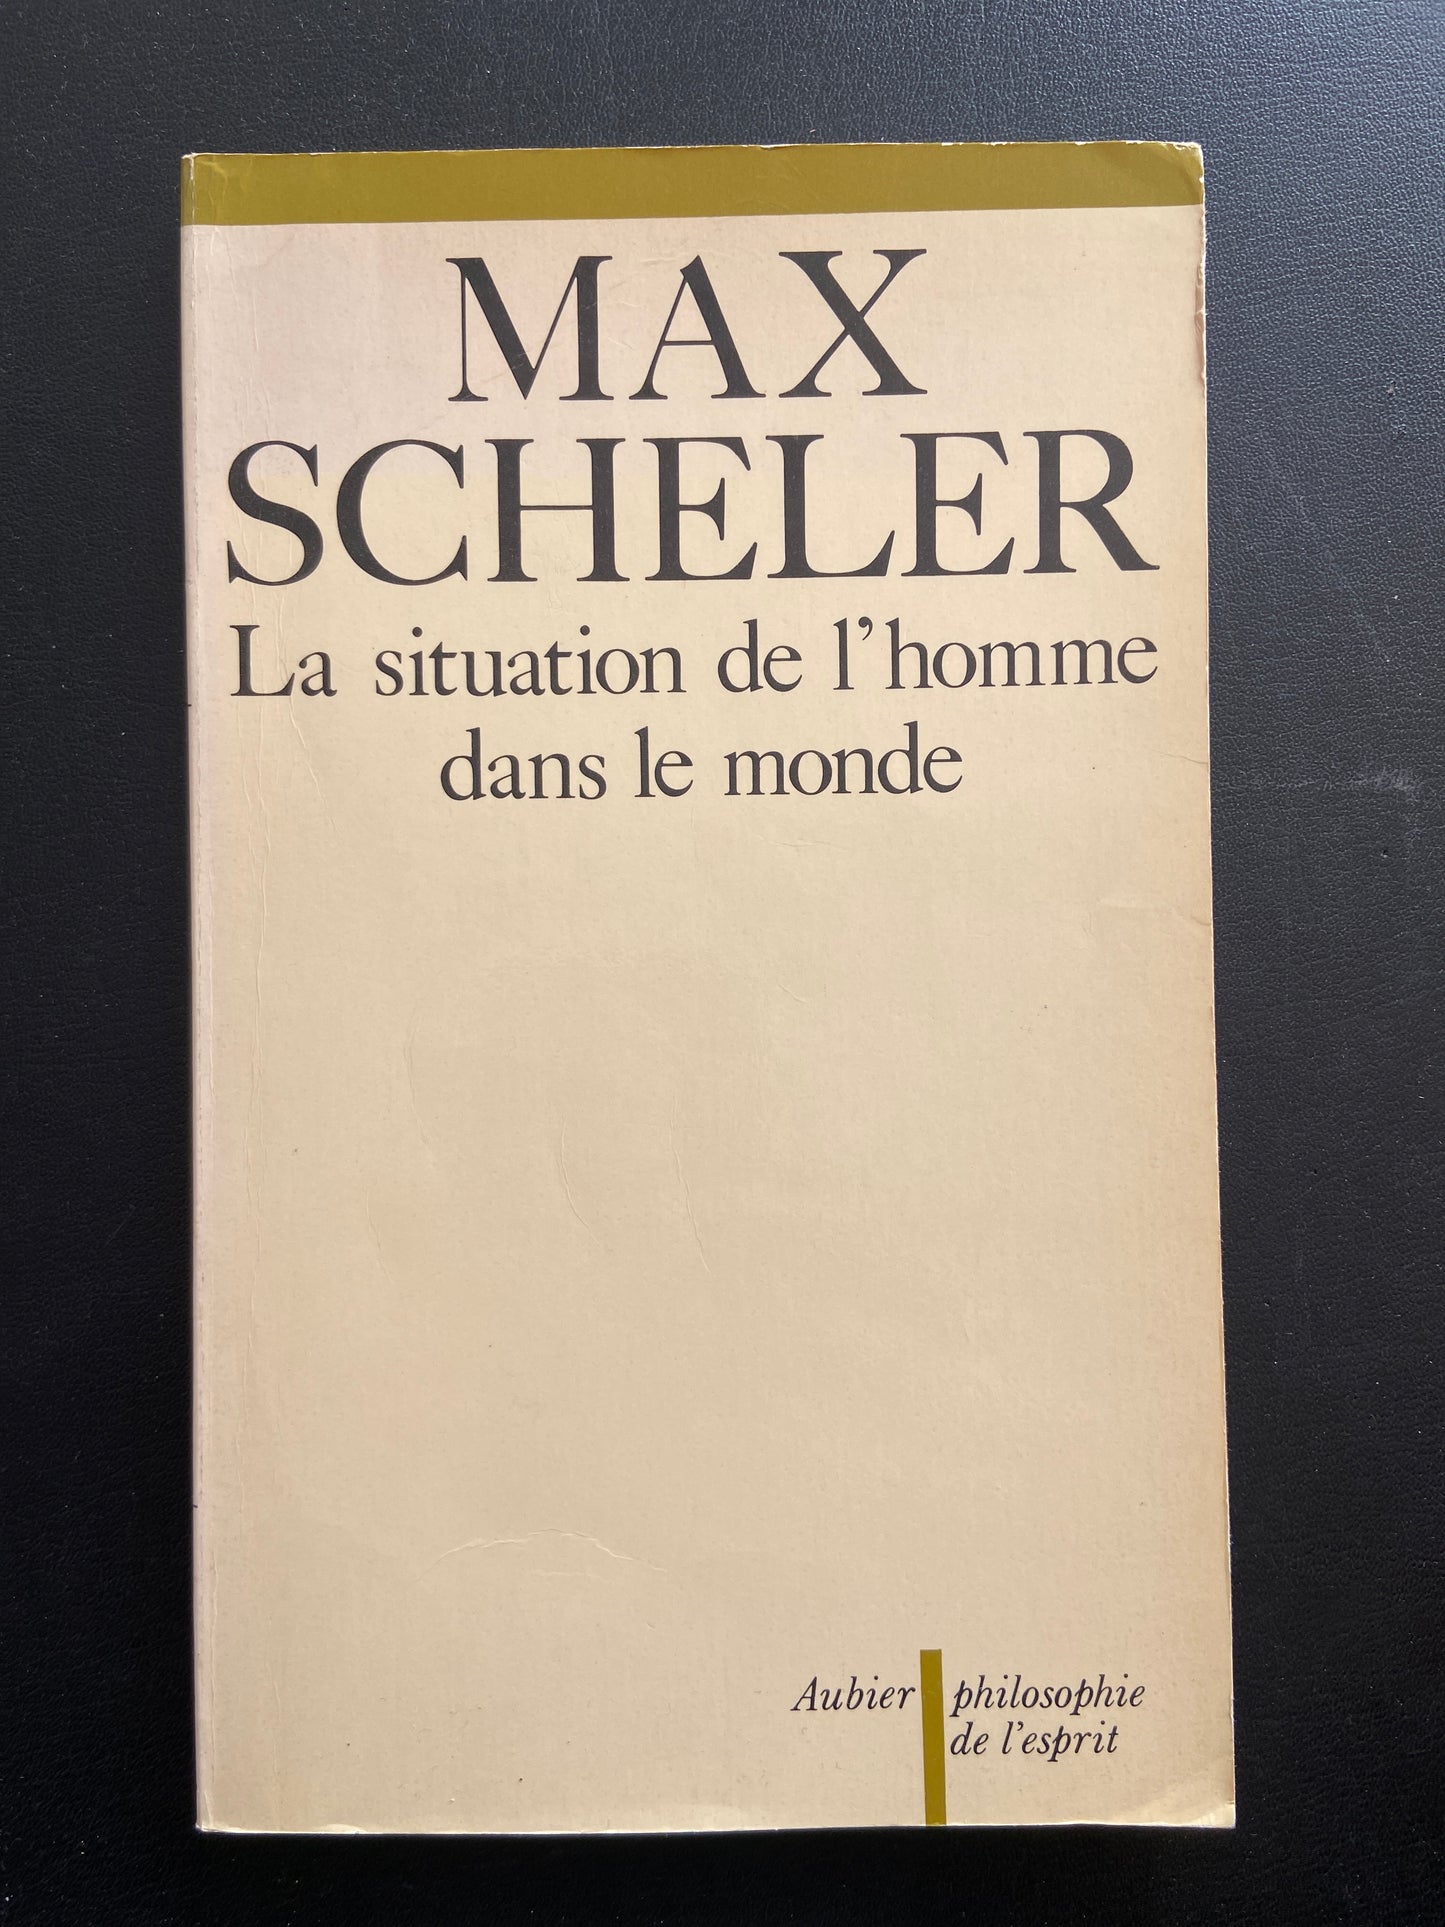 MAX
SCHELER
La situation de l'homme
dans le monde
Aubier philosophie
de l'esprit